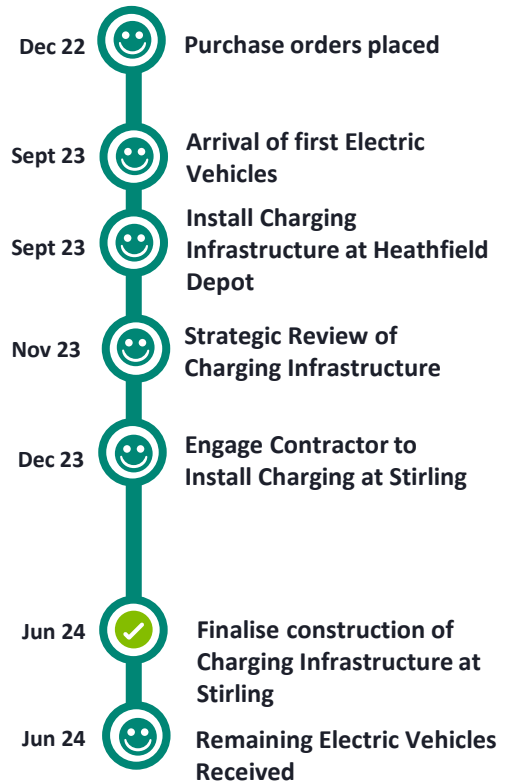 Dec 22
Purchase orders placed
Sept 23
Arrival of first Electric
Vehicles
Sept 23
Install Charging
Infrastructure at Heathfield
Depot
Nov 23
Strategic Review of
Charging Infrastructure
Dec 23
Engage Contractor to
Install Charging at Stirling
Jun 24
Finalise construction of
Charging Infrastructure at
Stirling
Jun 24
Remaining Electric Vehicles
Received